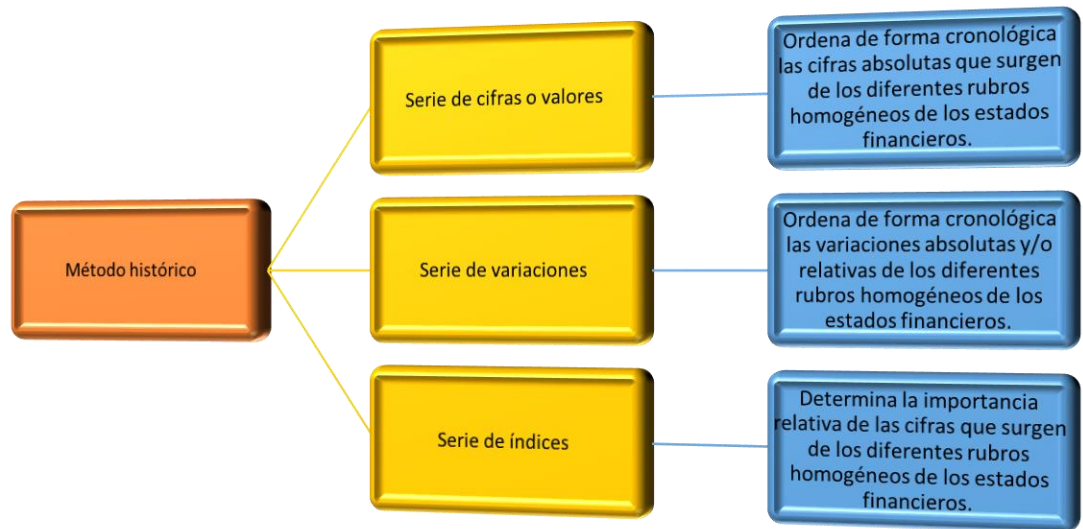 Método histórico
Serie de cifras o valores
Ordena de forma cronológica
las cifras absolutas que surgen
de los diferentes rubros
homogéneos de los estados
financieros.
Serie de variaciones
Ordena de forma cronológica
las variaciones absolutas y/o
relativas de los diferentes
rubros homogéneos de los
estados financieros.
Serie de índices
Determina la importancia
relativa de las cifras que surgen
de los diferentes rubros
homogéneos de los estados
financieros.